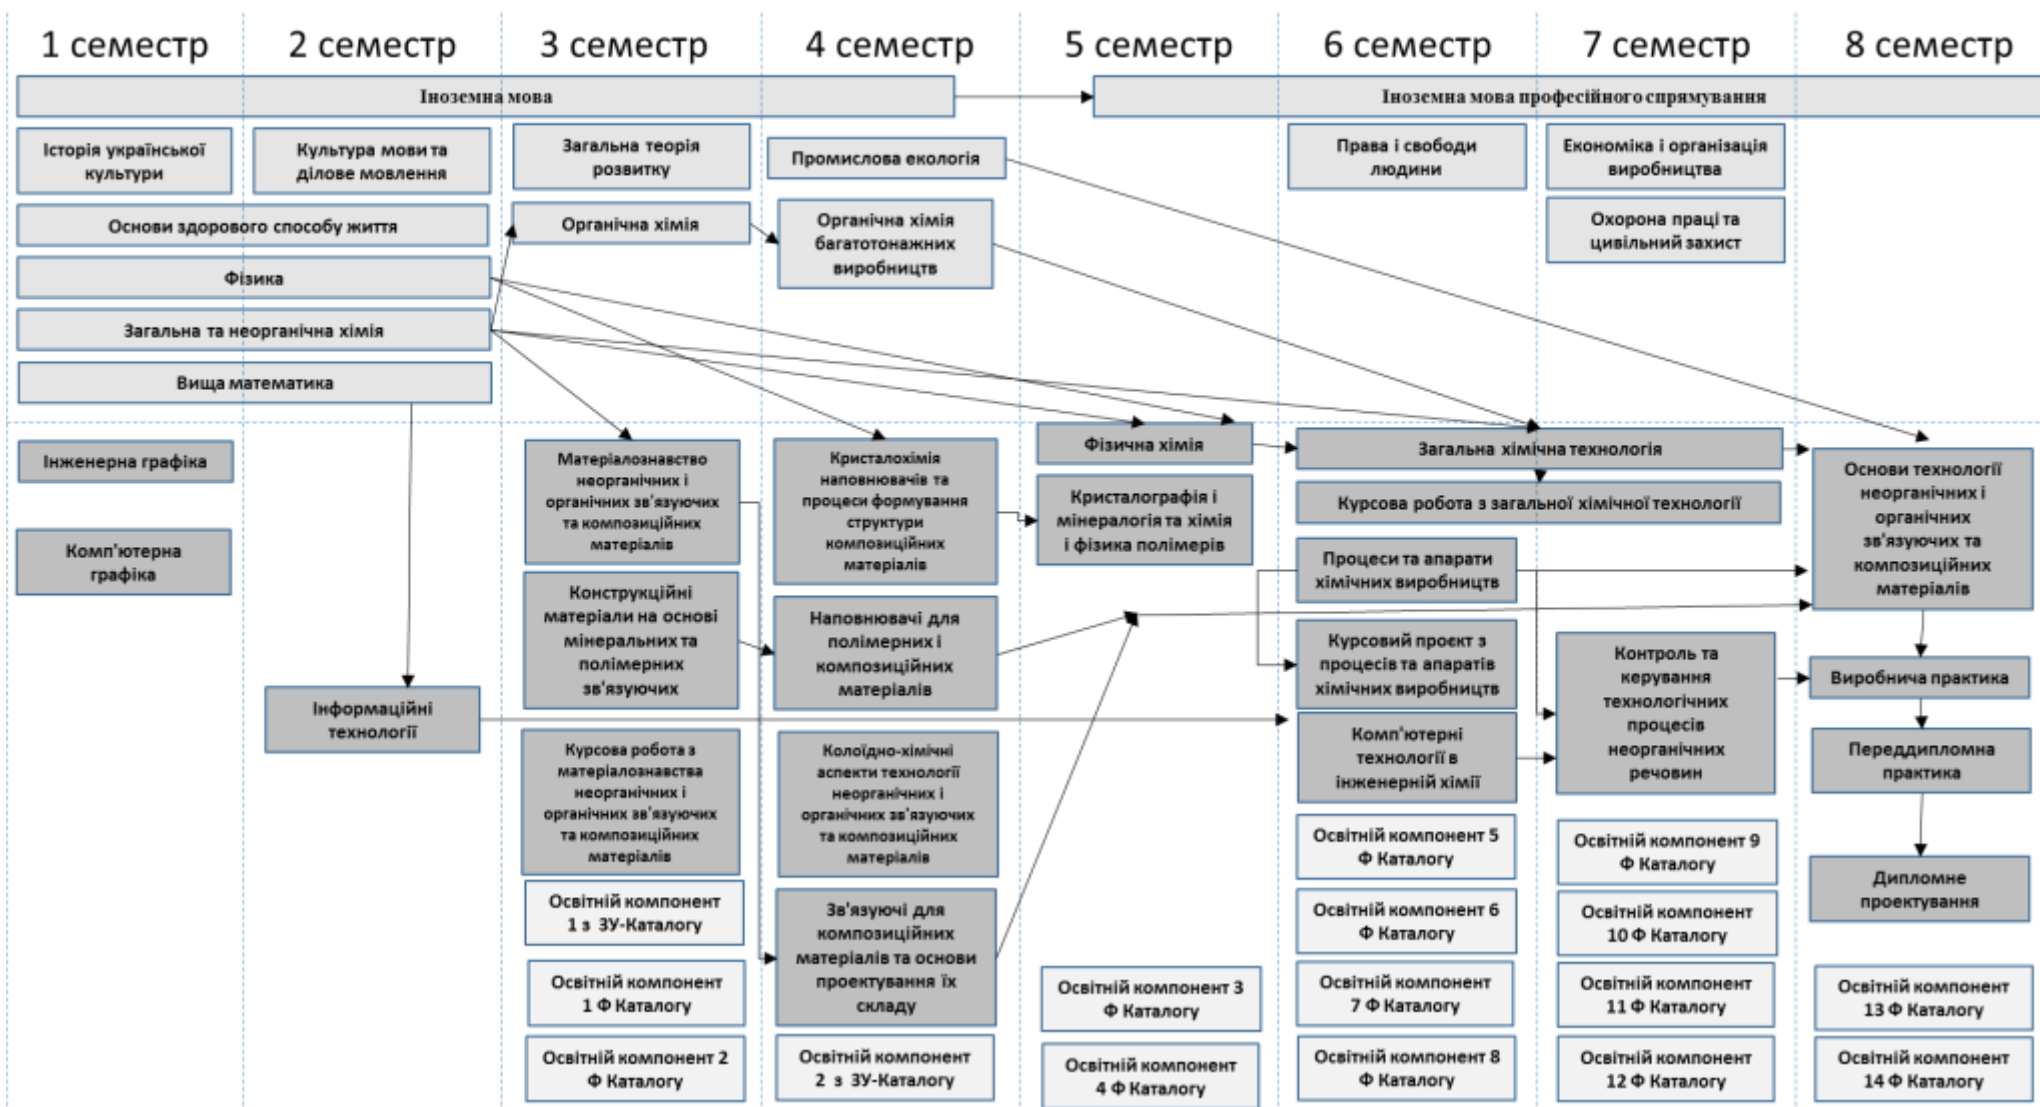 1 семестр
2 семестр
3 семестр
4 семестр
5 семестр
6 семестр
7 семестр
8 семестр
Іноземна мова
Іноземна мова професійного спрямування
Історія української
культури
Культура мови та
ділове мовлення
Загальна теорія
розвитку
Промислова екологія
Права і свободи
людини
Економіка і організація
виробництва
Основи здорового способу життя
Органічна хімія
Органічна хімія
багатотонажних
виробництв
Охорона праці та
цивільний захист
Фізика
Загальна та неорганічна хімія
Вища математика
Інженерна графіка
Комп'ютерна
графіка
Інформаційні
технології
Матеріалознавство
неорганічних і
органічних зв'язуючих
та композиційних
матеріалів
Конструкційні
матеріали на основі
мінеральних та
полімерних
зв'язуючих
Курсова робота з
матеріалознавства
неорганічних і
органічних зв'язуючих
та композиційних
матеріалів
Освітній компонент
1 з ЗУ-Каталогу
Освітній компонент
1 Ф Каталогу
Освітній компонент 2
Ф Каталогу
Кристалохімія
наповнювачів та
процеси формування
структури
композиційних
матеріалів
Наповнювачі для
полімерних і
композиційних
матеріалів
Колоїдно-хімічні
аспекти технології
неорганічних і
органічних зв'язуючих
та композиційних
матеріалів
Зв'язуючі для
композиційних
матеріалів та основи
проектування їх
складу
Освітній компонент
2 з ЗУ-Каталогу
Фізична хімія
Кристалографія і
мінералогія та хімія
і фізика полімерів
Освітній компонент 3
Ф Каталогу
Освітній компонент
4 Ф Каталогу
Загальна хімічна технологія
Курсова робота з загальної хімічної технології
Процеси та апарати
хімічних виробництв
Курсовий проєкт з
процесів та апаратів
хімічних виробництв
Комп'ютерні
технології в
інженерній хімії
Освітній компонент 5
Ф Каталогу
Освітній компонент 6
Ф Каталогу
Освітній компонент
7 Ф Каталогу
Освітній компонент 8
Ф Каталогу
Контроль та
керування
технологічних
процесів
неорганічних
речовин
Освітній компонент 9
Ф Каталогу
Освітній компонент
10 Ф Каталогу
Освітній компонент
11 Ф Каталогу
Освітній компонент
12 Ф Каталогу
Основи технології
неорганічних і
органічних
зв'язуючих та
композиційних
матеріалів
Виробнича практика
Переддипломна
практика
Дипломне
проектування
Освітній компонент
13 Ф Каталогу
Освітній компонент
14 Ф Каталогу